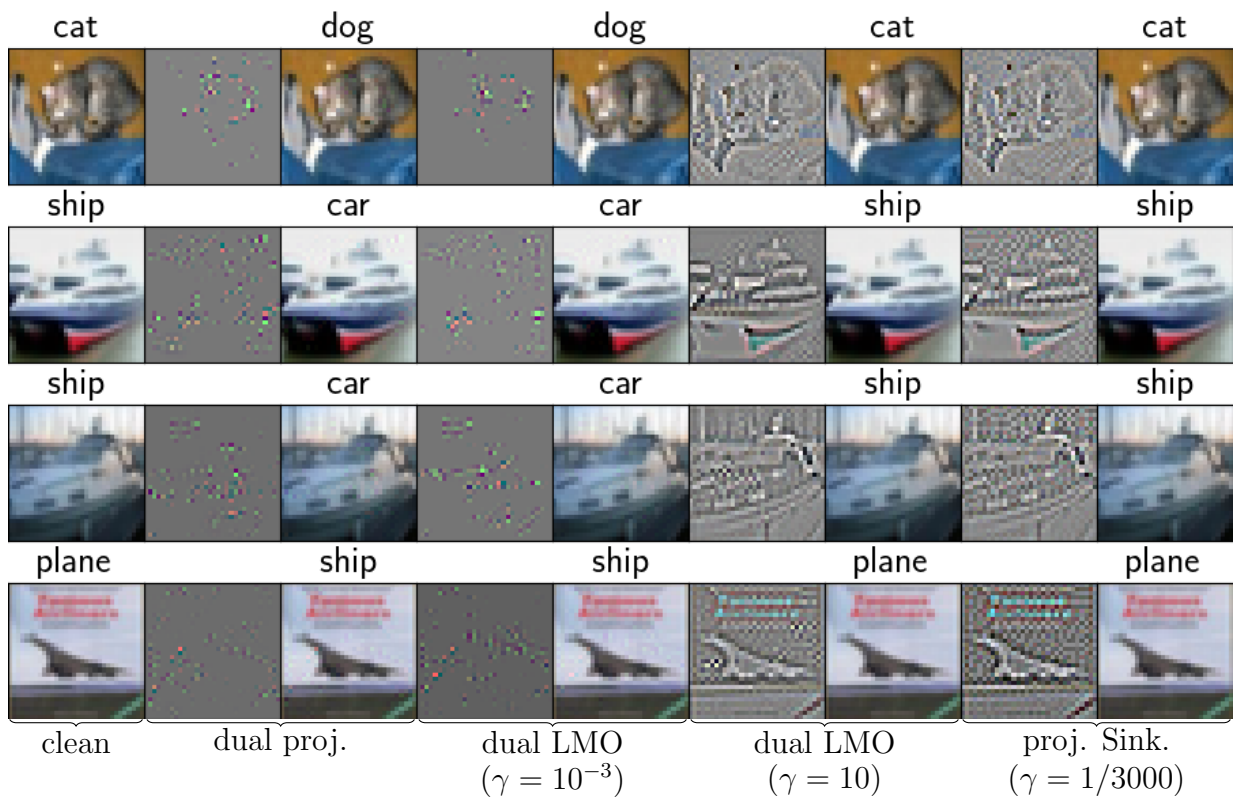 cat dog dog cat cat
ship car car ship ship
ship car car ship ship
plane ship ship plane plane
clean dual proj. dual LMO dual LMO proj. Sink.
(γ = 10⁻³) (γ = 10) (γ = 1/3000)